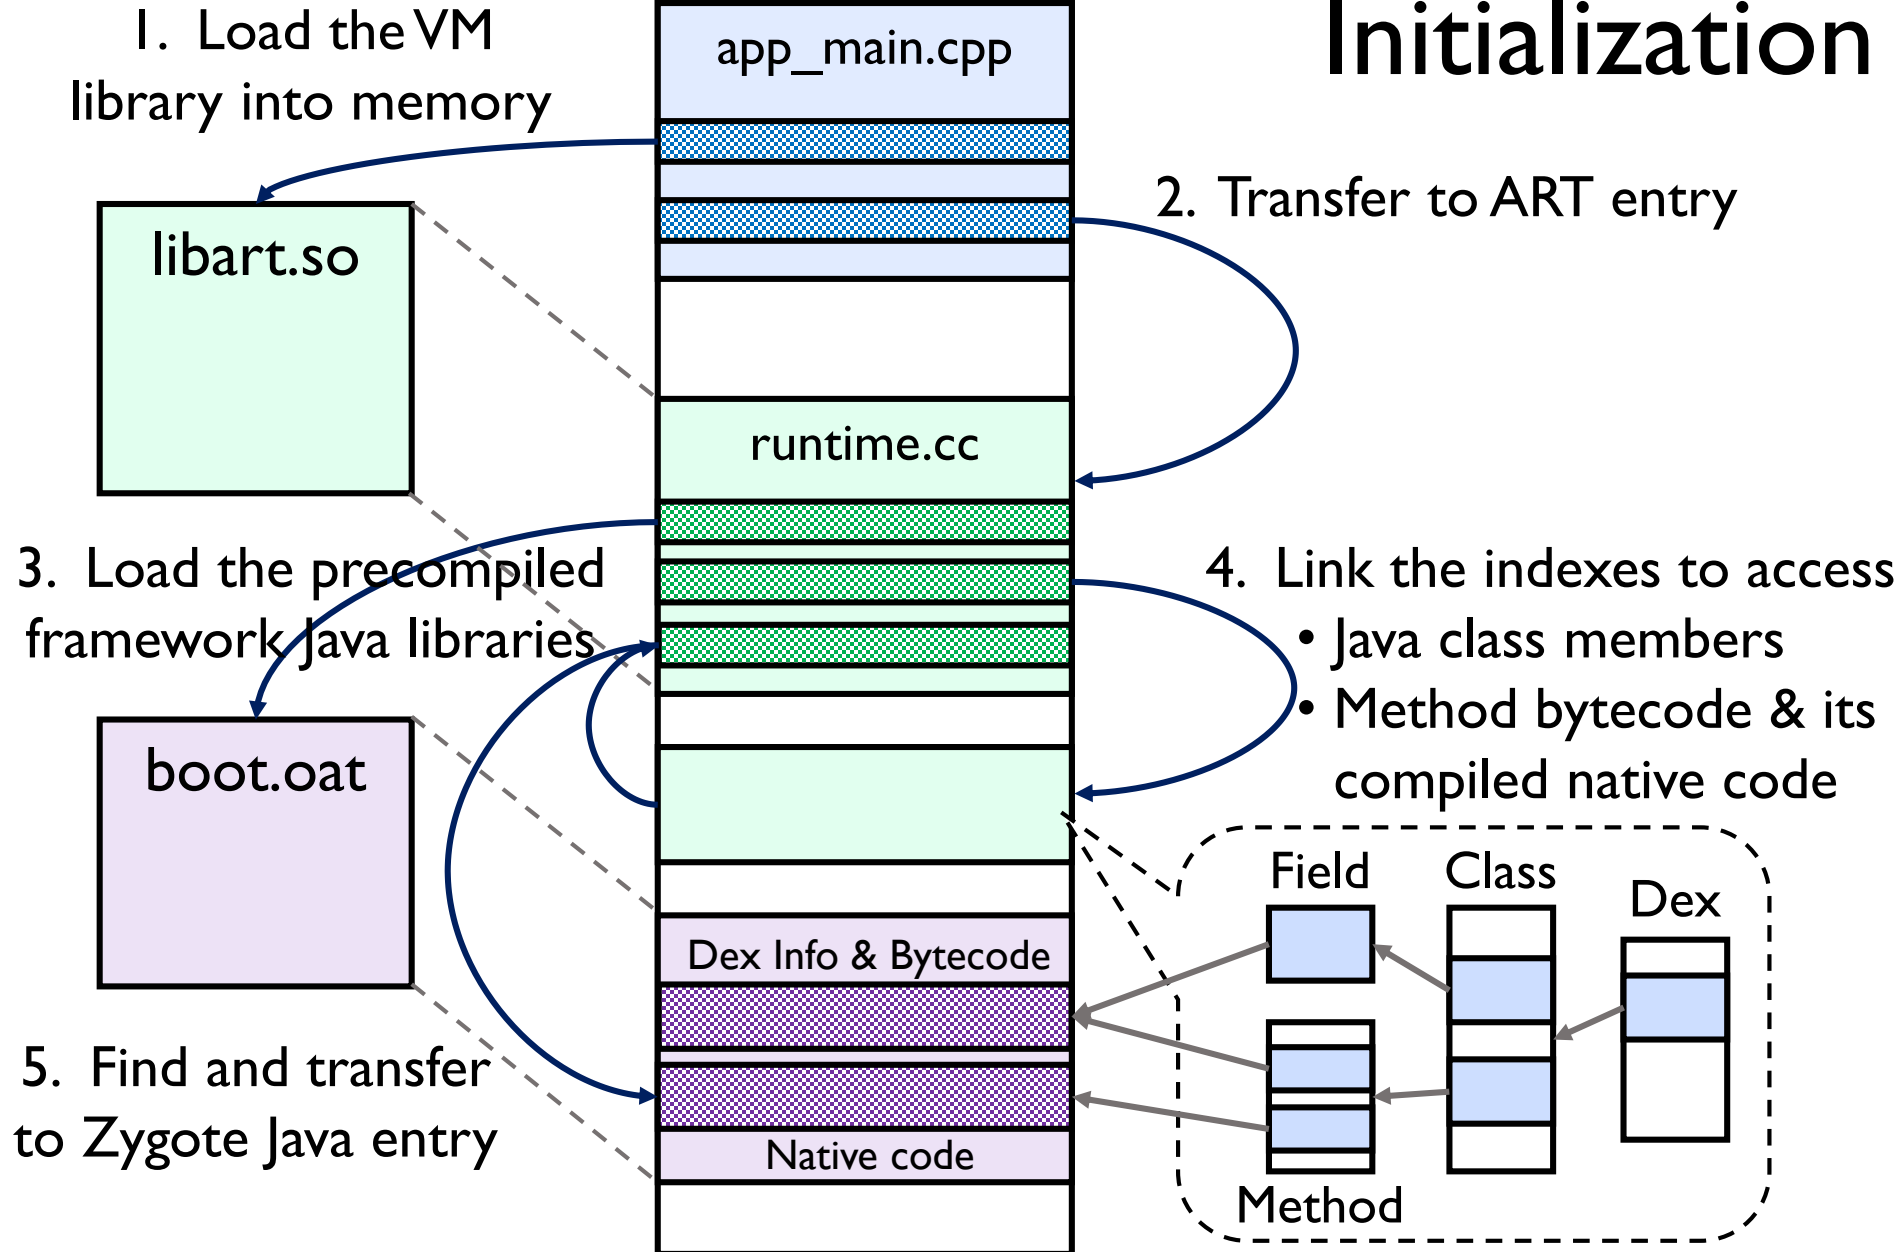 Initialization
1. Load the VM
library into memory
app_main.cpp
2. Transfer to ART entry
libart.so
runtime.cc
3. Load the precompiled
framework Java libraries
4. Link the indexes to access
• Java class members
• Method bytecode & its
compiled native code
boot.oat
Field
Class
Dex
Dex Info & Bytecode
5. Find and transfer
to Zygote Java entry
Native code
Method